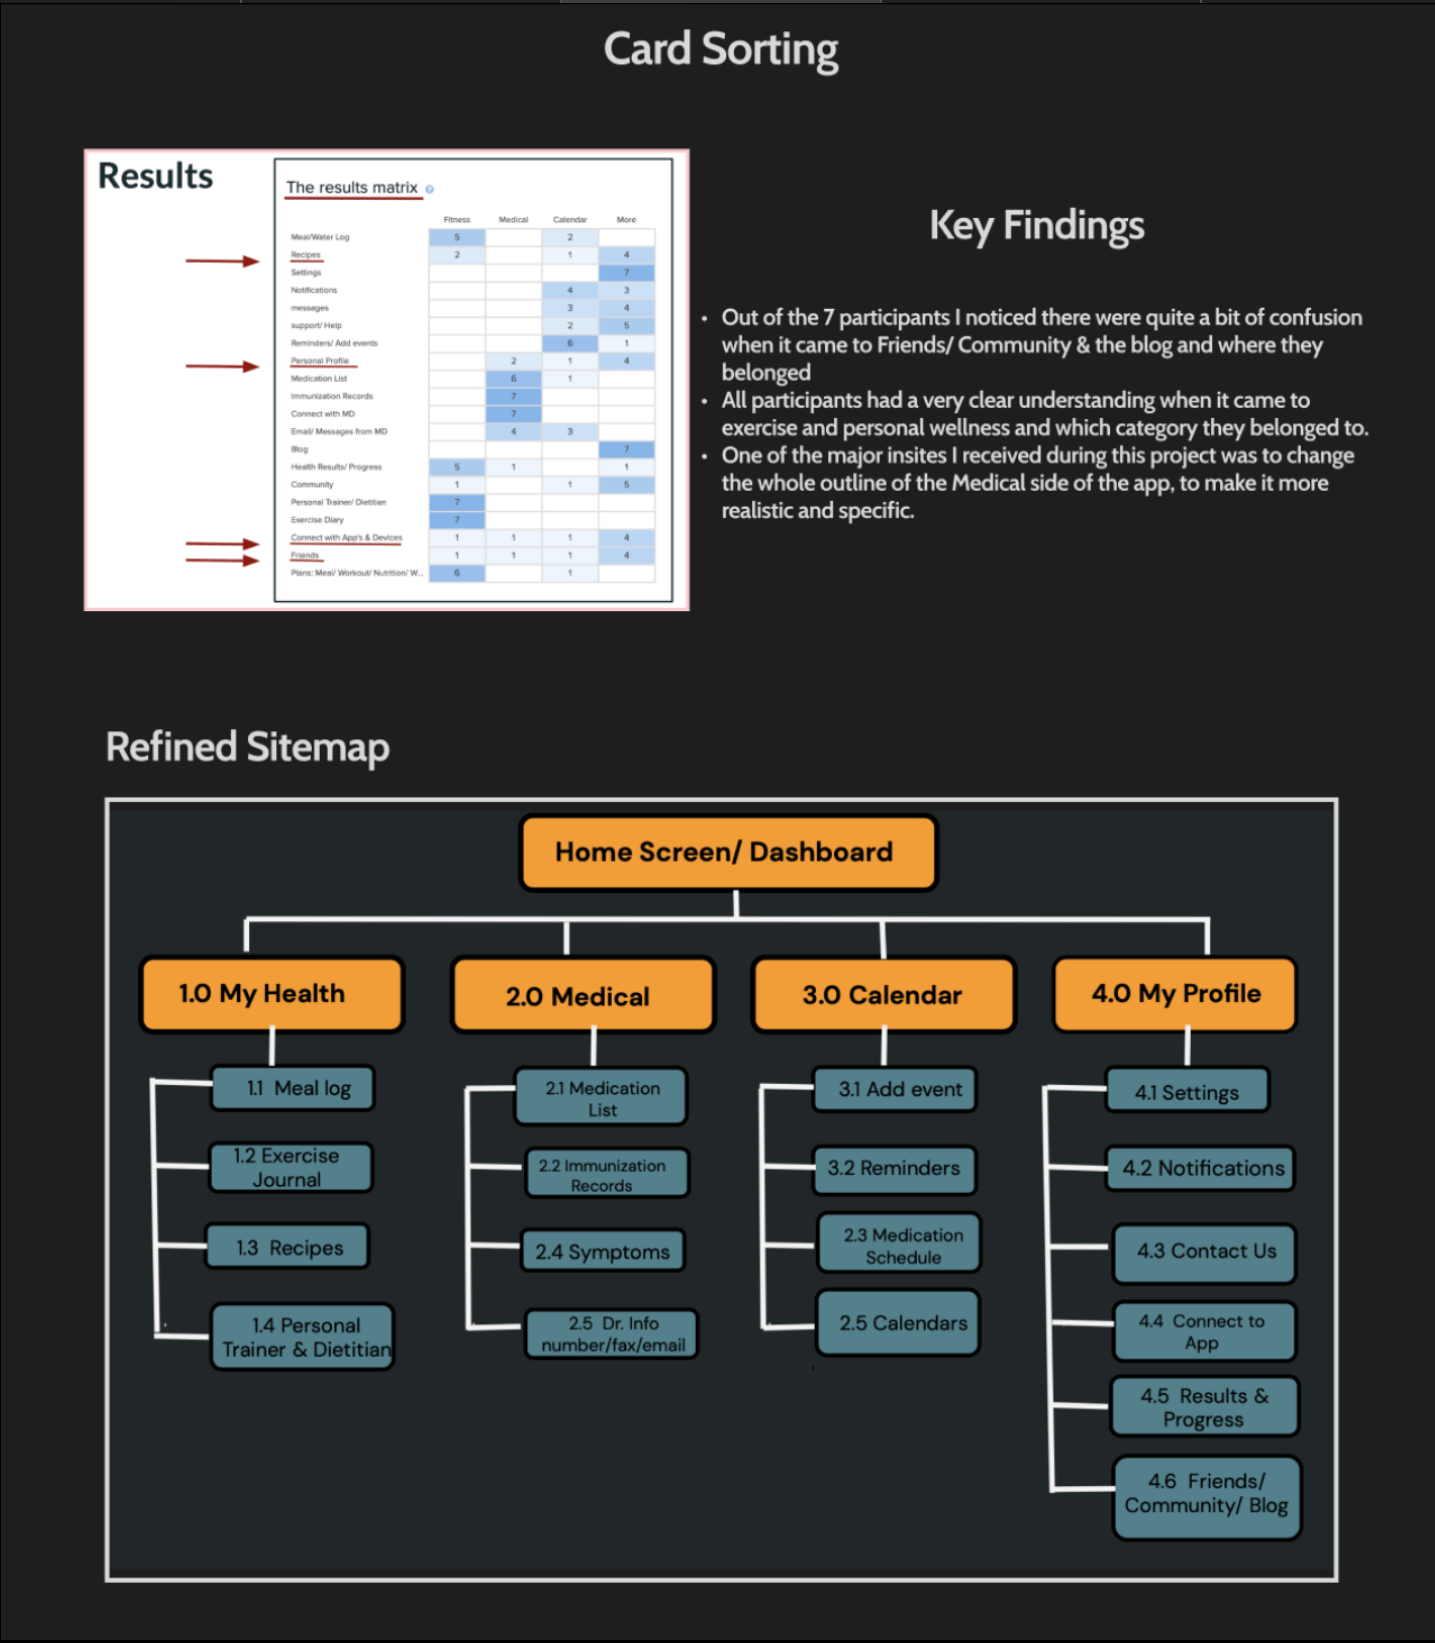 Card Sorting
Results
The results matrix ?
Fitness Medical Calendar More
Meal/Water Log 5 2
Recipes 2 1 4
Settings 7
Notifications 4 3
messages 3 4
support/ Help 2 5
Reminders/ Add events 6 1
Personal Profile 2 1 4
Medication List 6 1
Immunization Records 7
Connect with MD 7
Email/ Messages from MD 4 3
Blog 7
Health Results/ Progress 5 1 1
Community 1 1 5
Personal Trainer/ Dietitian 7
Exercise Diary 7
Connect with App's & Devices 1 1 1 4
Friends 1 1 1 4
Plans: Meal/ Workout/ Nutrition/ W... 6 1
Key Findings
• Out of the 7 participants I noticed there were quite a bit of confusion
when it came to Friends/ Community & the blog and where they
belonged
• All participants had a very clear understanding when it came to
exercise and personal wellness and which category they belonged to.
• One of the major insites I received during this project was to change
the whole outline of the Medical side of the app, to make it more
realistic and specific.
Refined Sitemap
Home Screen/ Dashboard
1.0 My Health
1.1 Meal log
1.2 Exercise
Journal
1.3 Recipes
1.4 Personal
Trainer & Dietitian
2.0 Medical
2.1 Medication
List
2.2 Immunization
Records
2.4 Symptoms
2.5 Dr. Info
number/fax/email
3.0 Calendar
3.1 Add event
3.2 Reminders
2.3 Medication
Schedule
2.5 Calendars
4.0 My Profile
4.1 Settings
4.2 Notifications
4.3 Contact Us
4.4 Connect to
App
4.5 Results &
Progress
4.6 Friends/
Community/ Blog